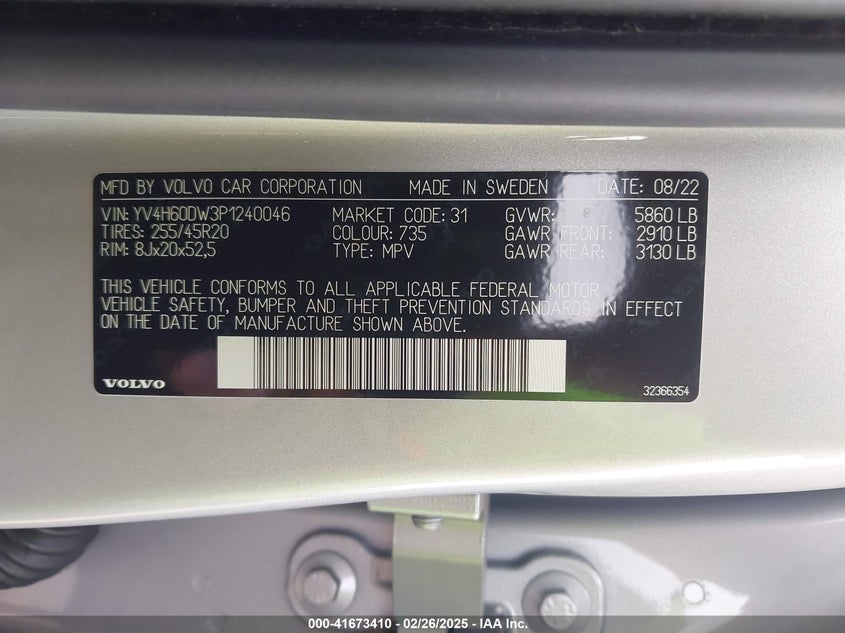 MFD BY VOLVO CAR CORPORATION MADE IN SWEDEN DATE: 08/22
VIN: YV4H60DW3P1240046 MARKET CODE: 31 GVWR: 5860 LB
TIRES: 255/45R20 COLOUR: 735 GAWR FRONT: 2910 LB
RIM: 8Jx20x52,5 TYPE: MPV GAWR REAR: 3130 LB
THIS VEHICLE CONFORMS TO ALL APPLICABLE FEDERAL MOTOR
VEHICLE SAFETY, BUMPER AND THEFT PREVENTION STANDARDS IN EFFECT
ON THE DATE OF MANUFACTURE SHOWN ABOVE.
VOLVO 32366354
000-41673410 / 02/26/2025 - IAA Inc.